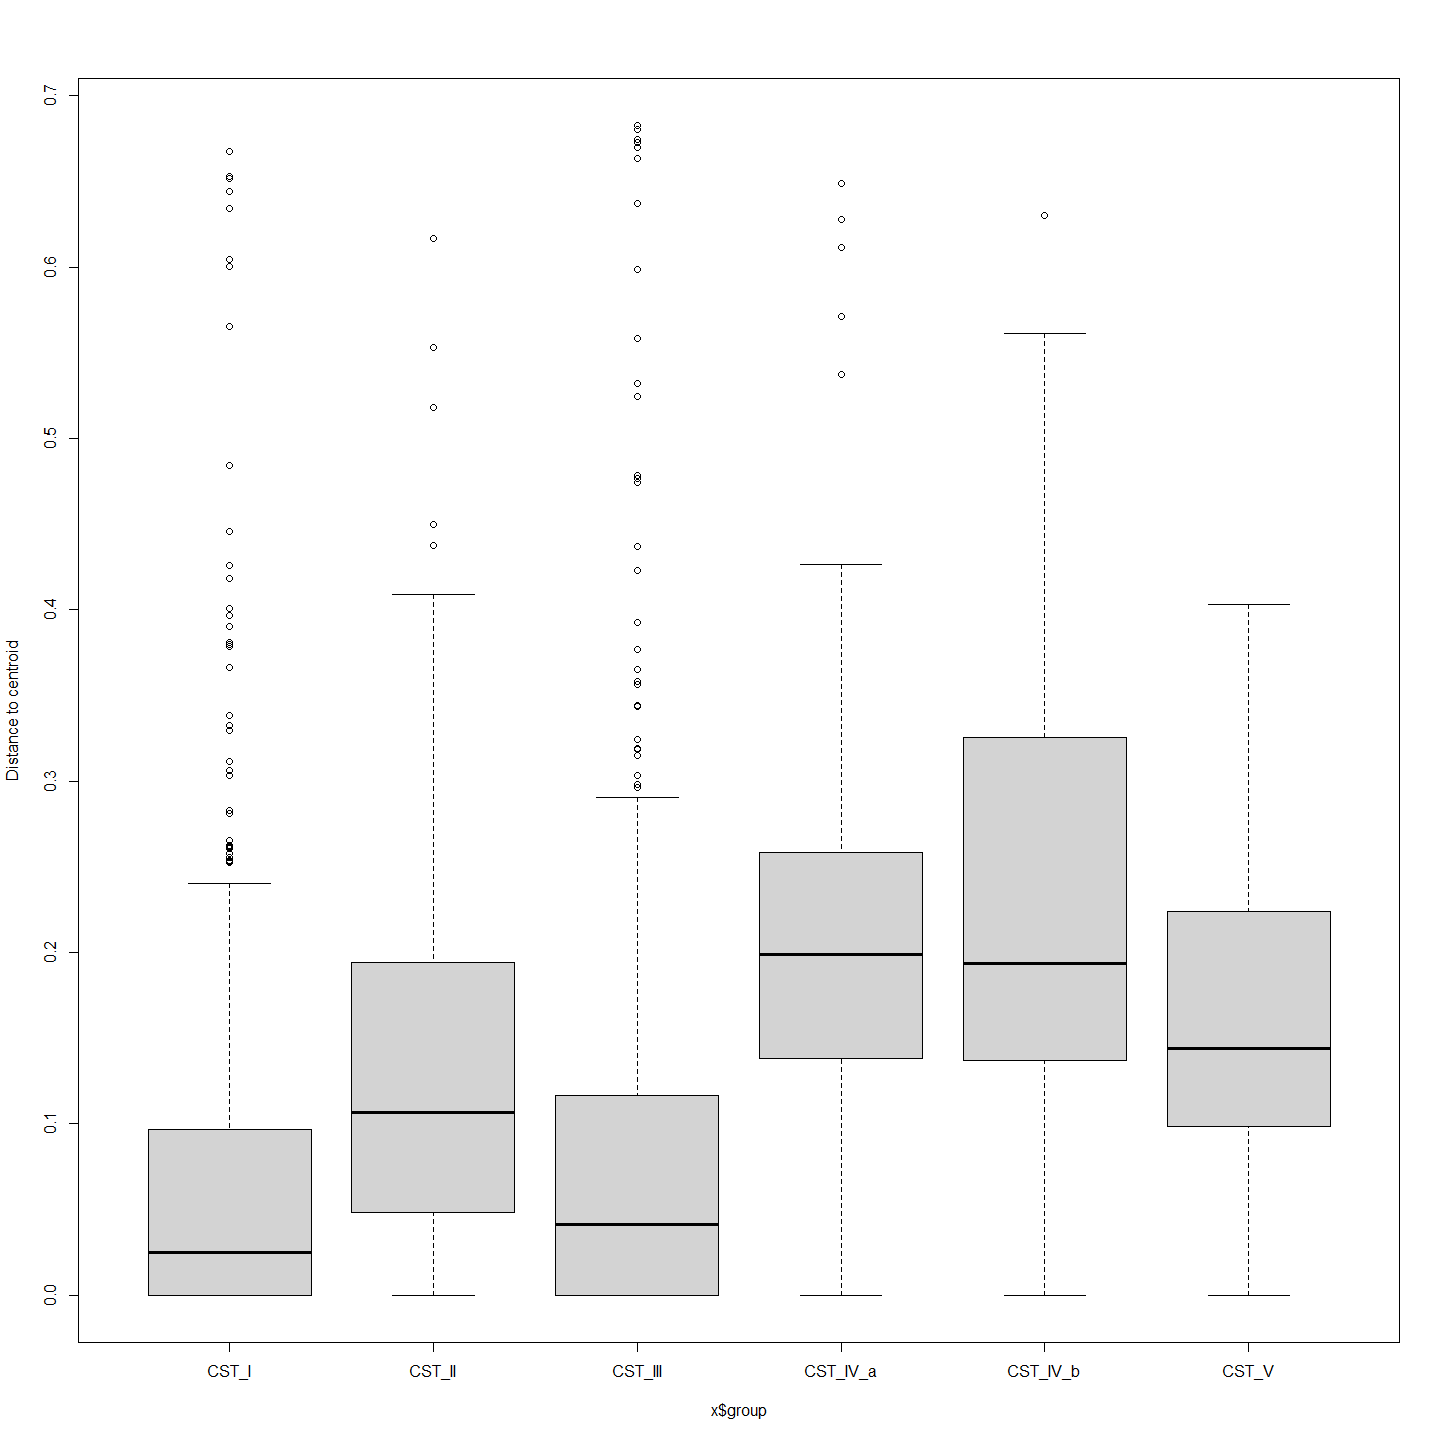 0.7
0.6
0.5
0.4
0.3
0.2
0.1
0.0
Distance to centroid
CST_I
CST_II
CST_III
CST_IV_a
CST_IV_b
CST_V
x$group